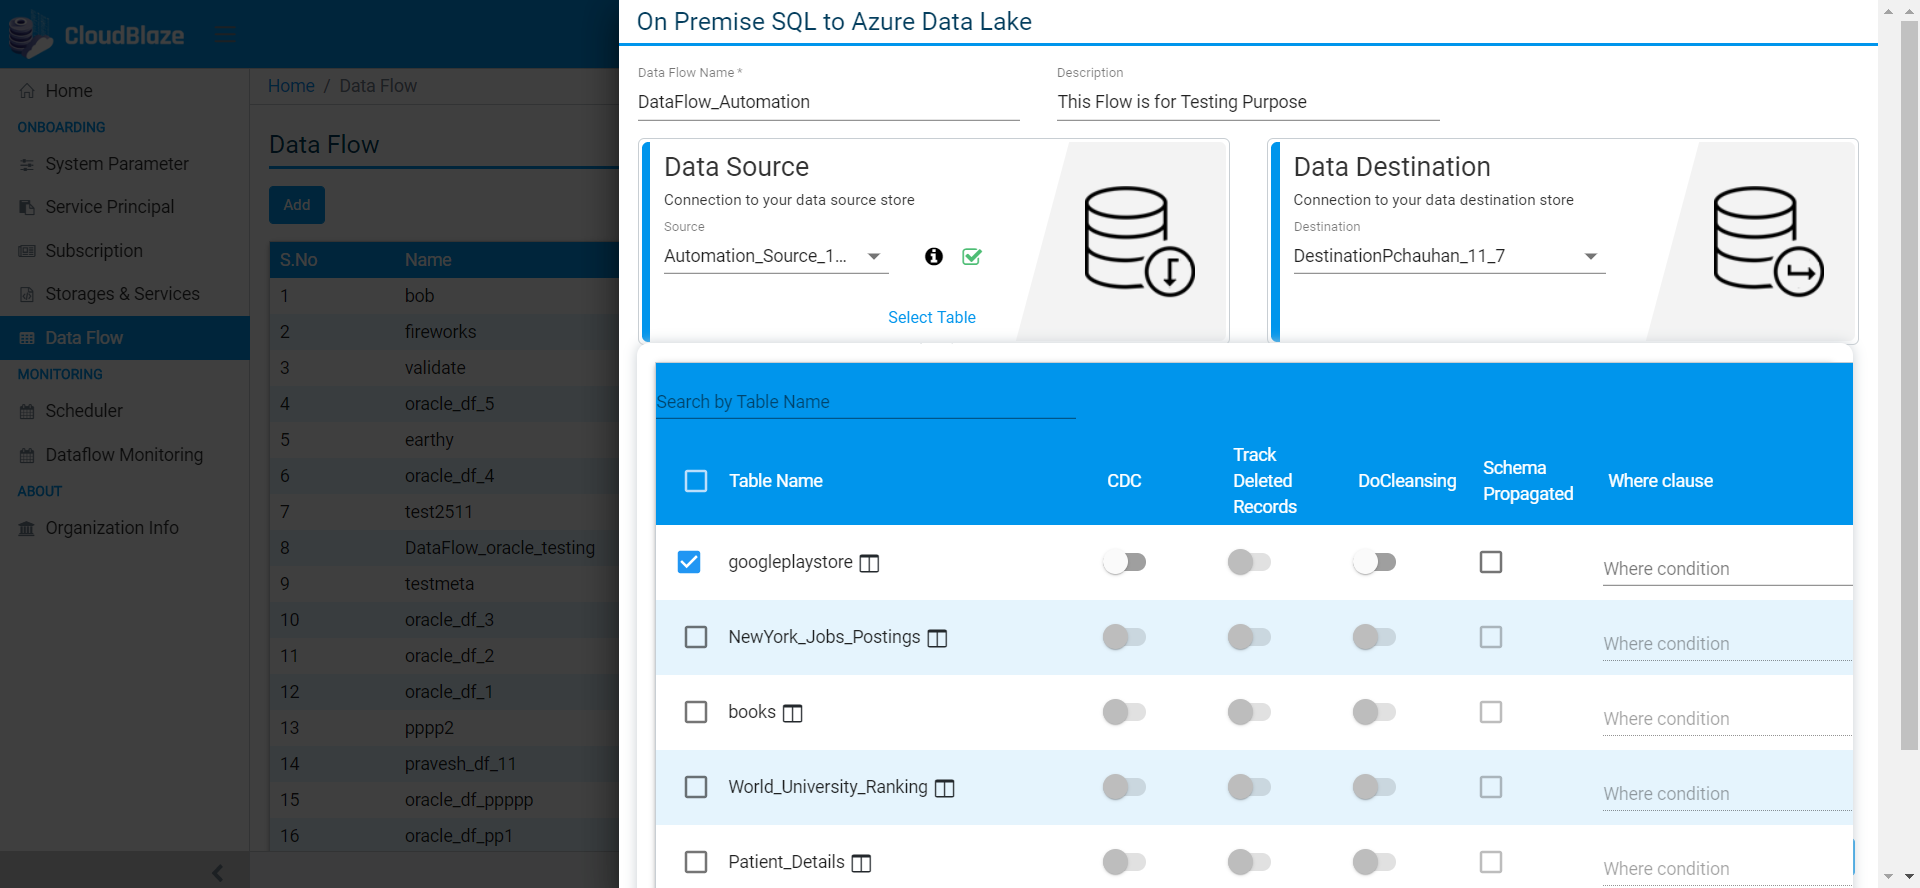 CloudBlaze
Home
ONBOARDING
System Parameter
Service Principal
Subscription
Storages & Services
Data Flow
MONITORING
Scheduler
Dataflow Monitoring
ABOUT
Organization Info
Home / Data Flow
Data Flow
Add
S.No Name
1 bob
2 fireworks
3 validate
4 oracle_df_5
5 earthy
6 oracle_df_4
7 test2511
8 DataFlow_oracle_testing
9 testmeta
10 oracle_df_3
11 oracle_df_2
12 oracle_df_1
13 pppp2
14 pravesh_df_11
15 oracle_df_ppppp
16 oracle_df_pp1
On Premise SQL to Azure Data Lake
Data Flow Name * Description
DataFlow_Automation This Flow is for Testing Purpose
Data Source
Connection to your data source store
Source
Automation_Source_1...
Select Table
Data Destination
Connection to your data destination store
Destination
DestinationPchauhan_11_7
Search by Table Name
Table Name CDC Track Deleted Records DoCleansing Schema Propagated Where clause
googleplaystore Where condition
NewYork_Jobs_Postings Where condition
books Where condition
World_University_Ranking Where condition
Patient_Details Where condition